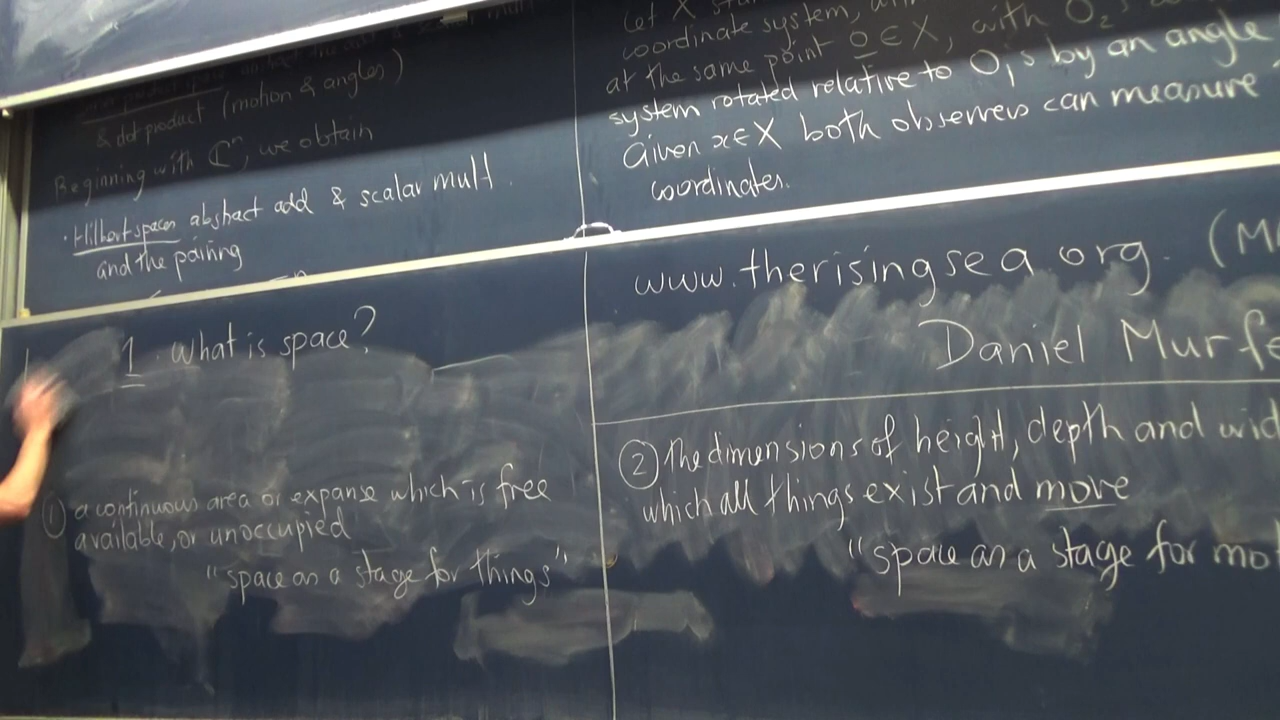 & dot product (motion & angles)
Beginning with ℂⁿ, we obtain
· Hilbert spaces abstract add & scalar mult.
and the pairing
Let X
coordinate system,
at the same point 0 ∈ X, with O₂'s
system rotated relative to O₁'s by an angle
Given x ∈ X both observers can measure
coordinates.
1. What is space?
① a continuous area or expanse which is free
available, or unoccupied
"space as a stage for things"
www.therisingsea.org. (M
Daniel Murfe
② The dimensions of height, depth and wid
which all things exist and move
"space as a stage for mo